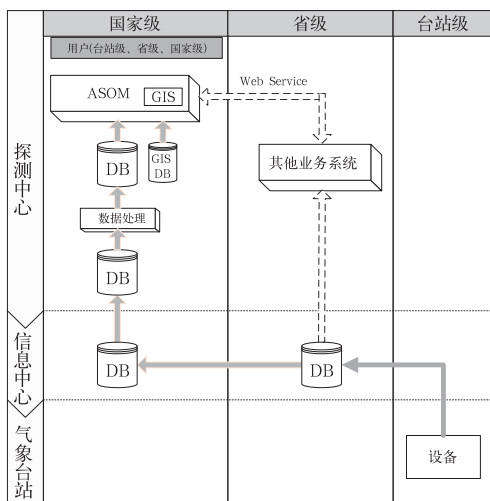 国家级
省级
台站级
用户(台站级、省级、国家级)
ASOM
GIS
Web Service
探测中心
DB
GIS
DB
其他业务系统
数据处理
DB
信息中心
DB
DB
气象台站
设备